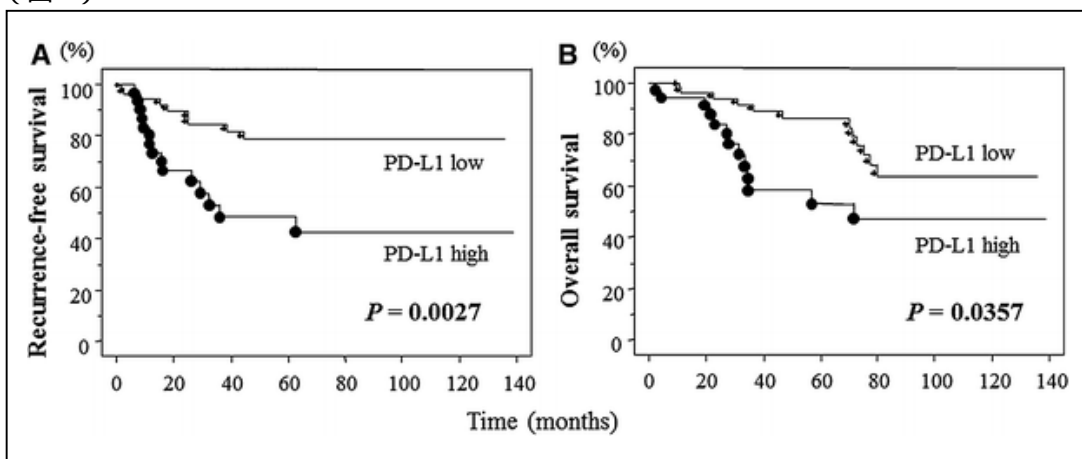 A (%)
Recurrence-free survival
100
80
60
40
20
0
PD-L1 low
PD-L1 high
P = 0.0027
0 20 40 60 80 100 120 140
B (%)
Overall survival
100
80
60
40
20
0
PD-L1 low
PD-L1 high
P = 0.0357
0 20 40 60 80 100 120 140
Time (months)